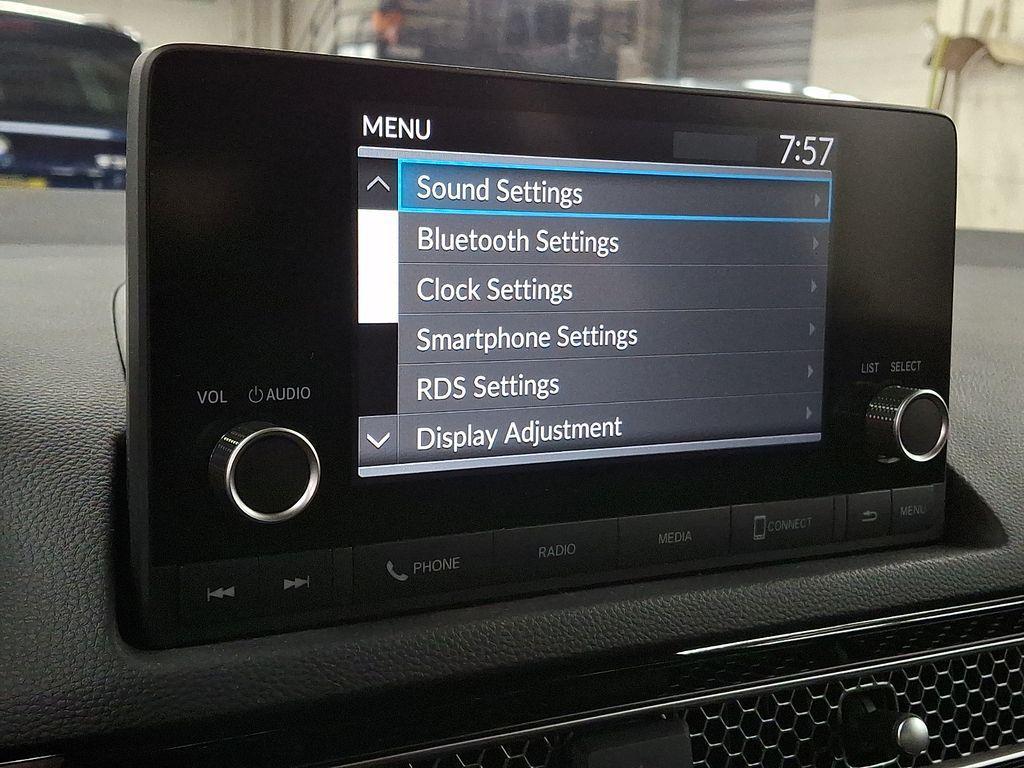 MENU
7:57
Sound Settings
Bluetooth Settings
Clock Settings
Smartphone Settings
RDS Settings
Display Adjustment
VOL AUDIO
LIST SELECT
PHONE
RADIO
MEDIA
CONNECT
MENU